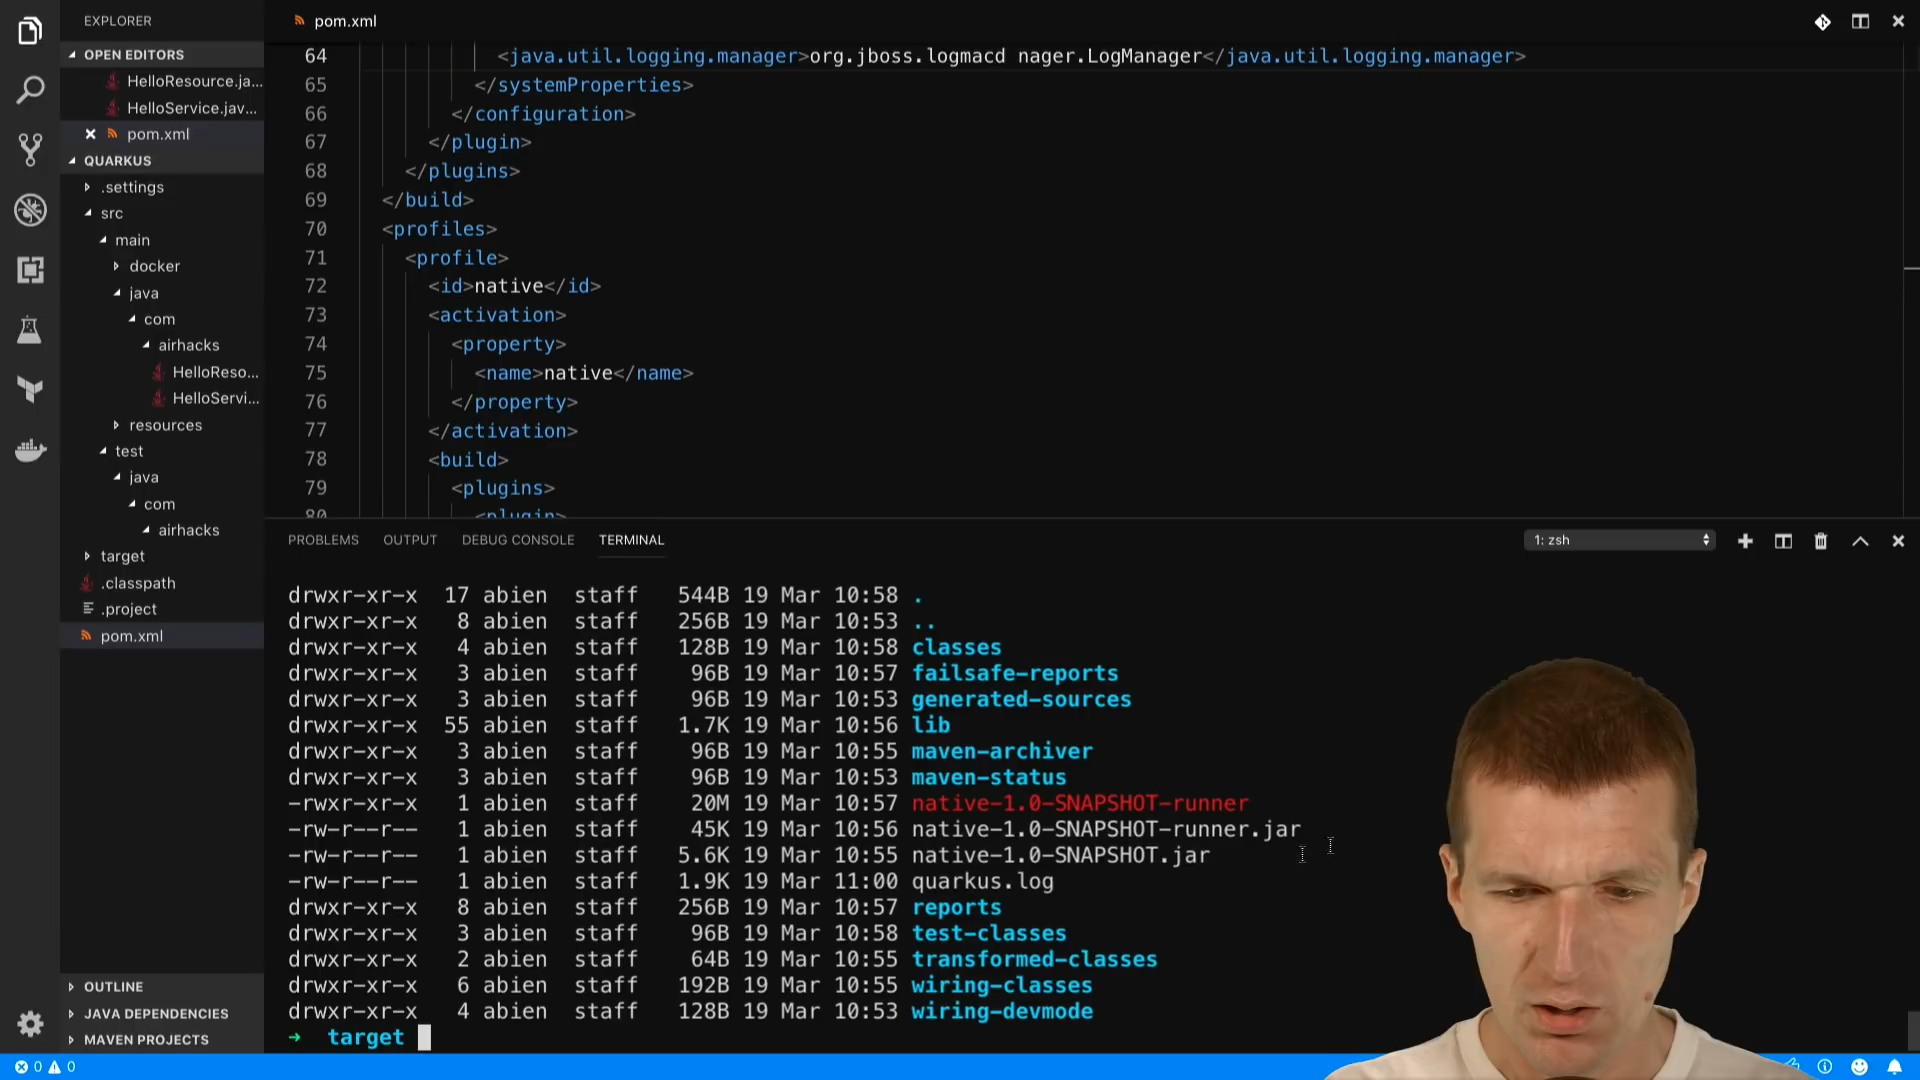 EXPLORER
OPEN EDITORS
HelloResource.ja...
HelloService.jav...
pom.xml
QUARKUS
.settings
src
main
docker
java
com
airhacks
HelloReso...
HelloServi...
resources
test
java
com
airhacks
target
.classpath
.project
pom.xml
OUTLINE
JAVA DEPENDENCIES
MAVEN PROJECTS
0 0
pom.xml
64 <java.util.logging.manager>org.jboss.logmacd nager.LogManager</java.util.logging.manager>
65 </systemProperties>
66 </configuration>
67 </plugin>
68 </plugins>
69 </build>
70 <profiles>
71 <profile>
72 <id>native</id>
73 <activation>
74 <property>
75 <name>native</name>
76 </property>
77 </activation>
78 <build>
79 <plugins>
80 <plugin>
PROBLEMS OUTPUT DEBUG CONSOLE TERMINAL 1: zsh
drwxr-xr-x 17 abien staff 544B 19 Mar 10:58 .
drwxr-xr-x 8 abien staff 256B 19 Mar 10:53 ..
drwxr-xr-x 4 abien staff 128B 19 Mar 10:58 classes
drwxr-xr-x 3 abien staff 96B 19 Mar 10:57 failsafe-reports
drwxr-xr-x 3 abien staff 96B 19 Mar 10:53 generated-sources
drwxr-xr-x 55 abien staff 1.7K 19 Mar 10:56 lib
drwxr-xr-x 3 abien staff 96B 19 Mar 10:55 maven-archiver
drwxr-xr-x 3 abien staff 96B 19 Mar 10:53 maven-status
-rwxr-xr-x 1 abien staff 20M 19 Mar 10:57 native-1.0-SNAPSHOT-runner
-rw-r--r-- 1 abien staff 45K 19 Mar 10:56 native-1.0-SNAPSHOT-runner.jar
-rw-r--r-- 1 abien staff 5.6K 19 Mar 10:55 native-1.0-SNAPSHOT.jar
-rw-r--r-- 1 abien staff 1.9K 19 Mar 11:00 quarkus.log
drwxr-xr-x 8 abien staff 256B 19 Mar 10:57 reports
drwxr-xr-x 3 abien staff 96B 19 Mar 10:58 test-classes
drwxr-xr-x 2 abien staff 64B 19 Mar 10:55 transformed-classes
drwxr-xr-x 6 abien staff 192B 19 Mar 10:55 wiring-classes
drwxr-xr-x 4 abien staff 128B 19 Mar 10:53 wiring-devmode
→ target